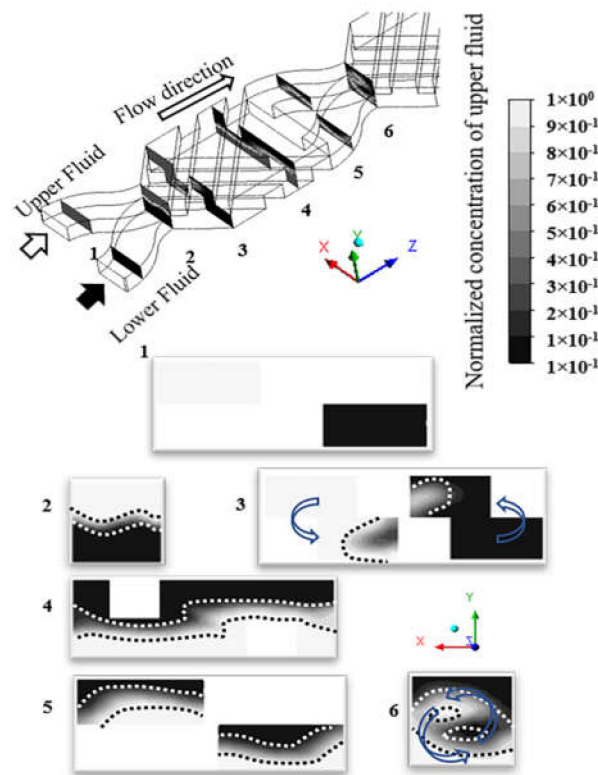 Flow direction
Upper Fluid
Lower Fluid
1
2
3
4
5
6
X
Y
Z
Normalized concentration of upper fluid
1×10⁰
9×10⁻¹
8×10⁻¹
7×10⁻¹
6×10⁻¹
5×10⁻¹
4×10⁻¹
3×10⁻¹
2×10⁻¹
1×10⁻¹
1×10⁻¹
1
2
3
4
Y
X
Z
5
6